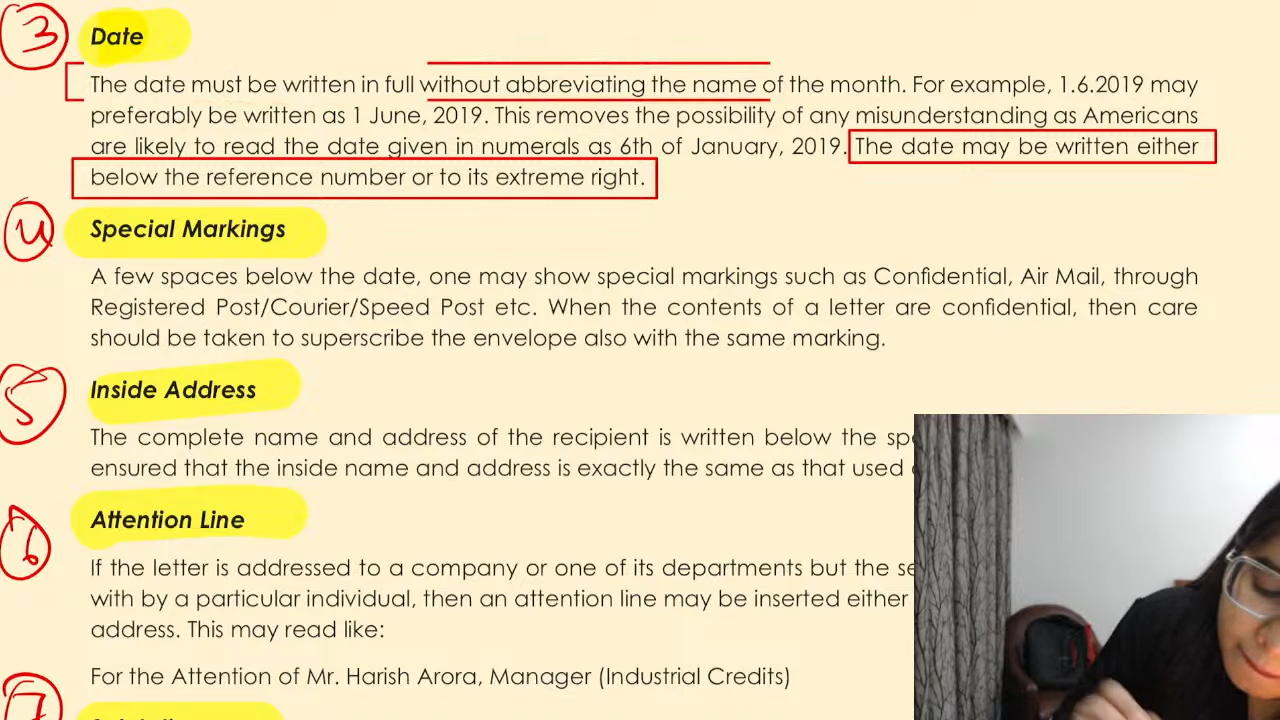 3
Date
The date must be written in full without abbreviating the name of the month. For example, 1.6.2019 may
preferably be written as 1 June, 2019. This removes the possibility of any misunderstanding as Americans
are likely to read the date given in numerals as 6th of January, 2019. The date may be written either
below the reference number or to its extreme right.
4
Special Markings
A few spaces below the date, one may show special markings such as Confidential, Air Mail, through
Registered Post/Courier/Speed Post etc. When the contents of a letter are confidential, then care
should be taken to superscribe the envelope also with the same marking.
5
Inside Address
The complete name and address of the recipient is written below the
ensured that the inside name and address is exactly the same as that used
6
Attention Line
If the letter is addressed to a company or one of its departments but the
with by a particular individual, then an attention line may be inserted either
address. This may read like:
For the Attention of Mr. Harish Arora, Manager (Industrial Credits)
7